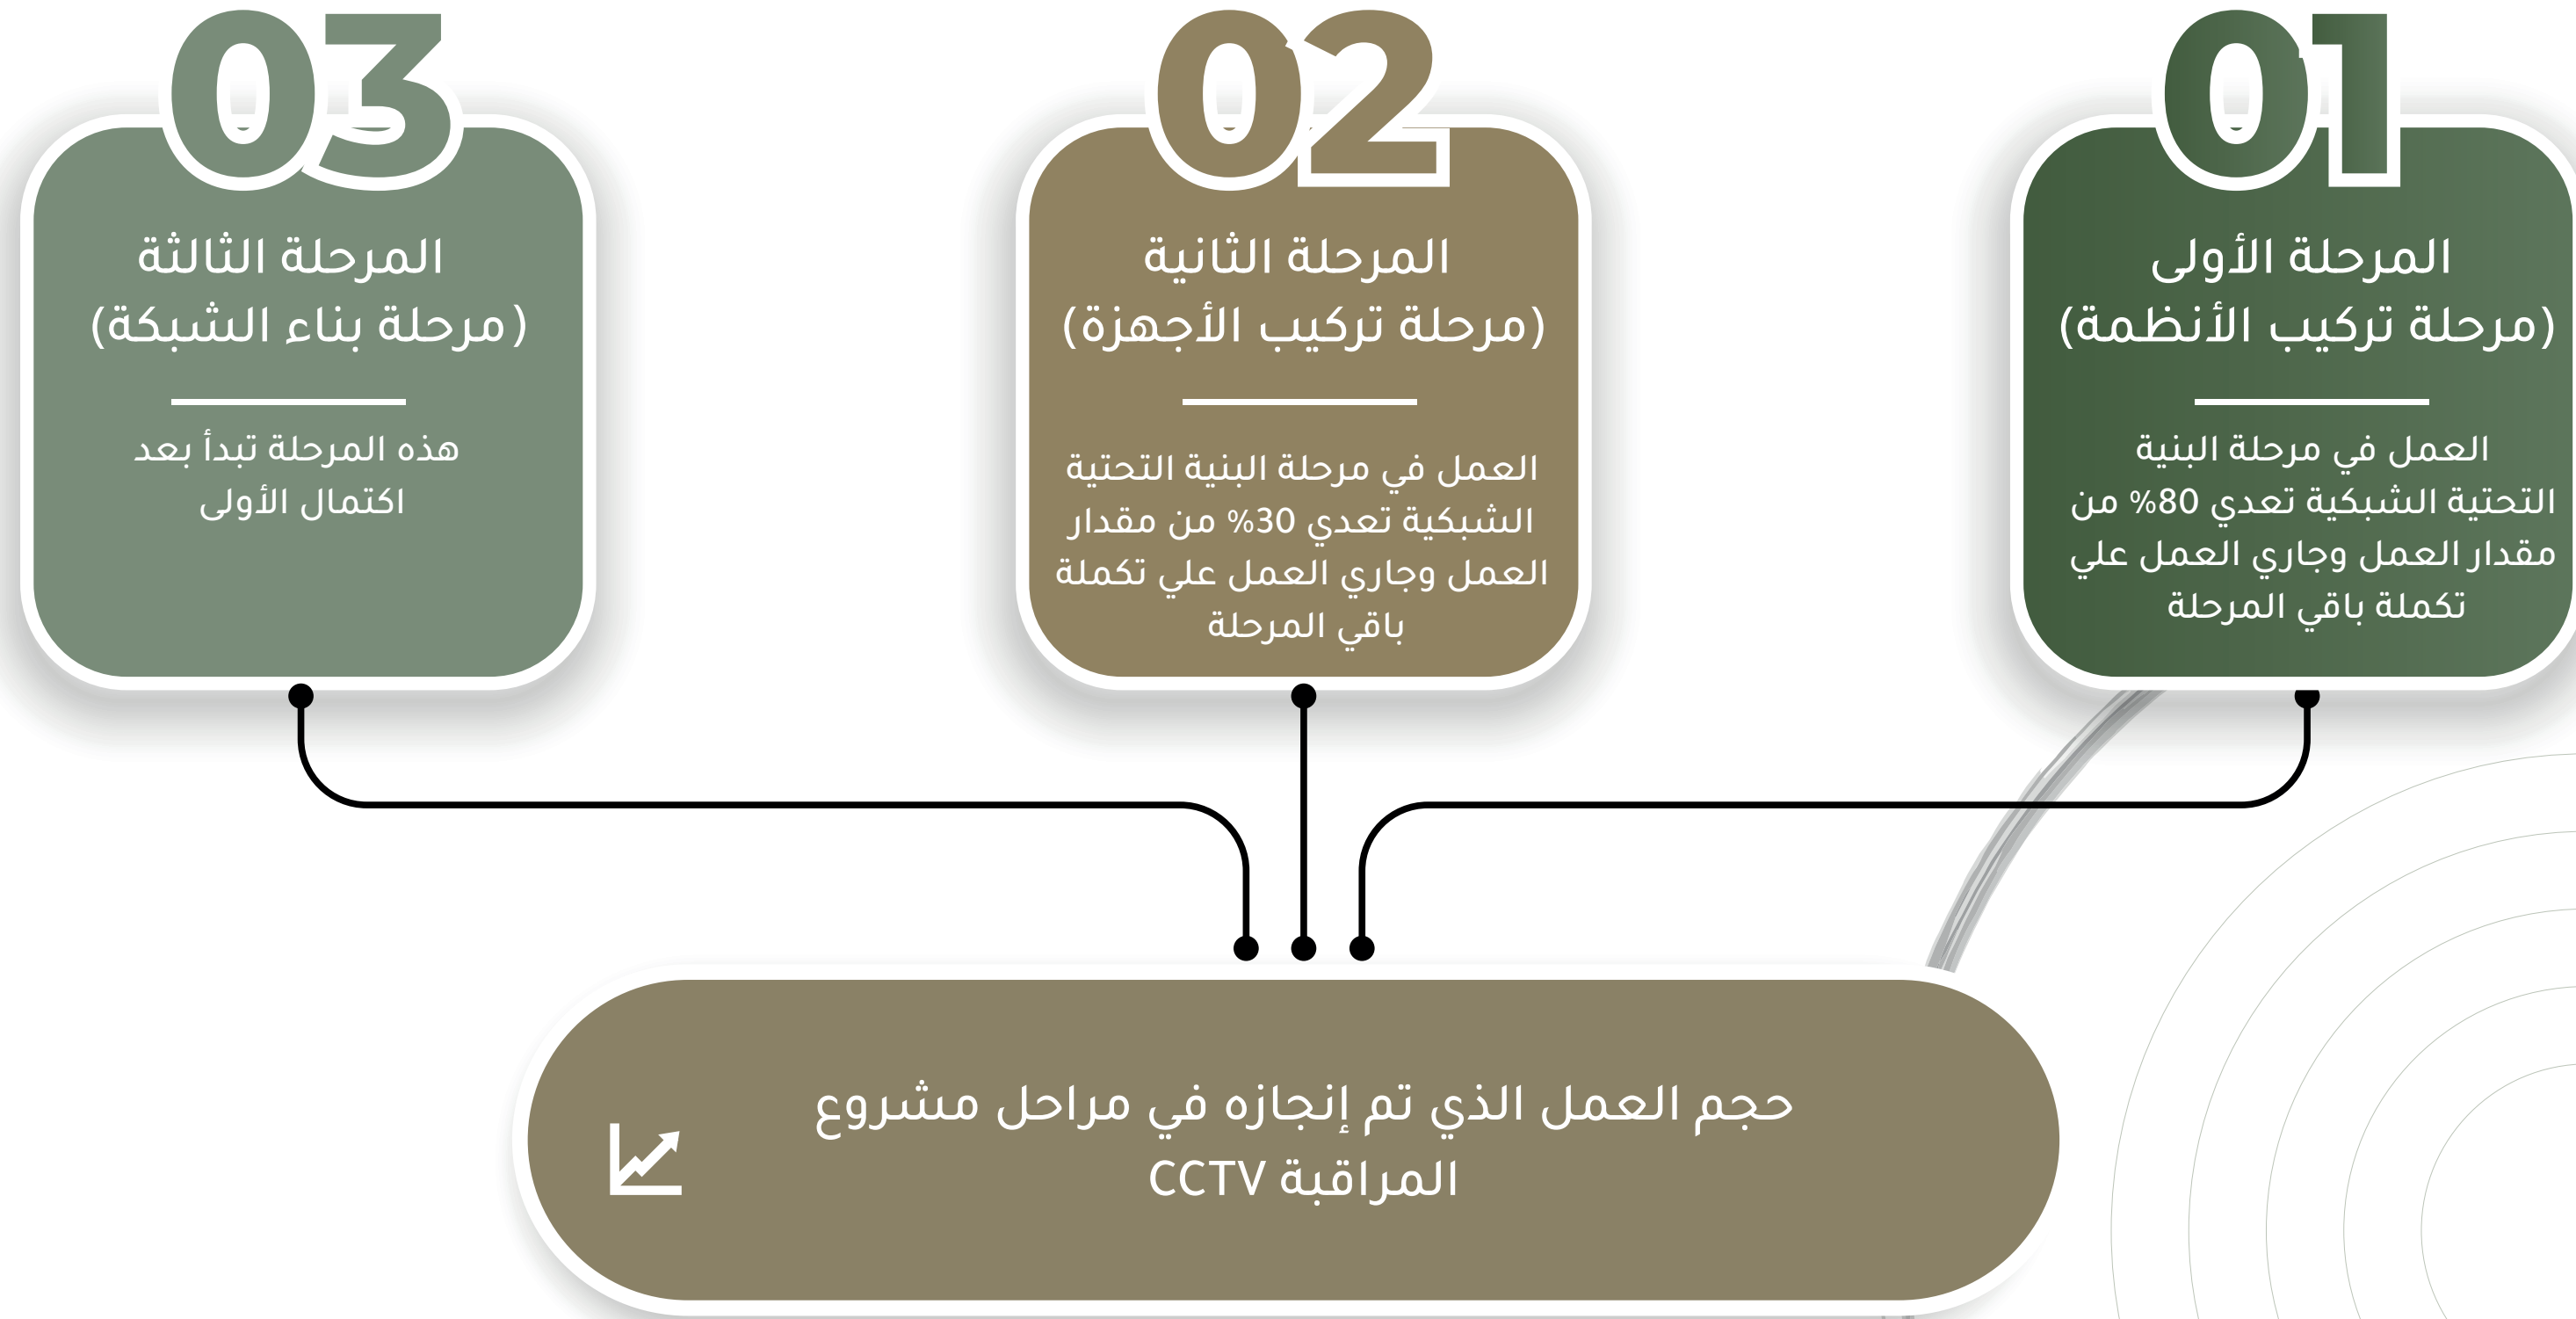 01
المرحلة الأولى
(مرحلة تركيب الأنظمة)
العمل في مرحلة البنية
التحتية الشبكية تعدي 80% من
مقدار العمل وجاري العمل علي
تكملة باقي المرحلة
02
المرحلة الثانية
(مرحلة تركيب الأجهزة)
العمل في مرحلة البنية التحتية
الشبكية تعدي 30% من مقدار
العمل وجاري العمل علي تكملة
باقي المرحلة
03
المرحلة الثالثة
(مرحلة بناء الشبكة)
هذه المرحلة تبدأ بعد
اكتمال الأولى
حجم العمل الذي تم إنجازه في مراحل مشروع
المراقبة CCTV